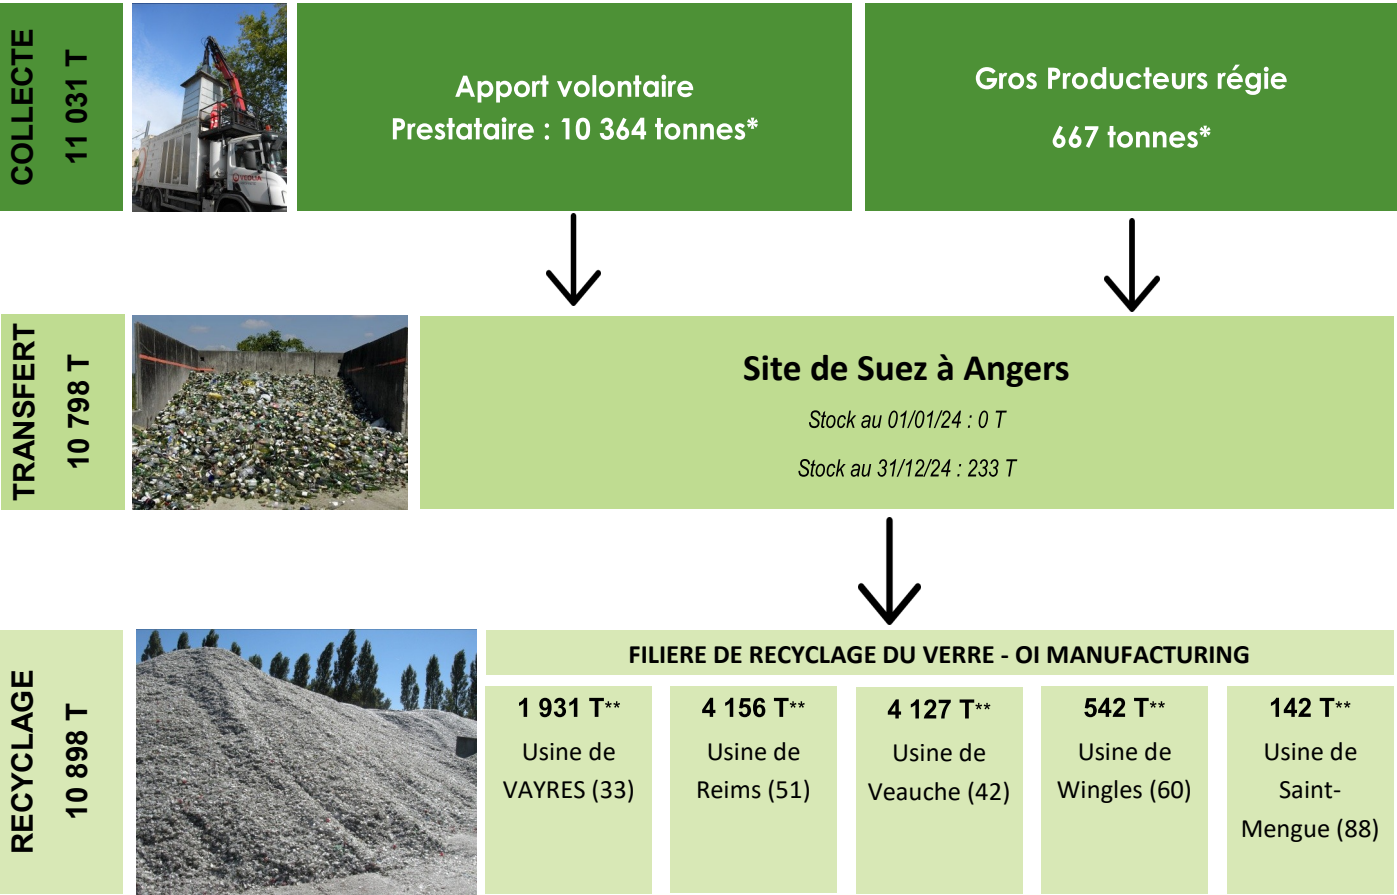 COLLECTE
11 031 T
VEOLIA
Apport volontaire
Prestataire : 10 364 tonnes*
Gros Producteurs régie
667 tonnes*
TRANSFERT
10 798 T
Site de Suez à Angers
Stock au 01/01/24 : 0 T
Stock au 31/12/24 : 233 T
RECYCLAGE
10 898 T
FILIERE DE RECYCLAGE DU VERRE - OI MANUFACTURING
1 931 T**
Usine de
VAYRES (33)
4 156 T**
Usine de
Reims (51)
4 127 T**
Usine de
Veauche (42)
542 T**
Usine de
Wingles (60)
142 T**
Usine de
Saint-
Mengue (88)